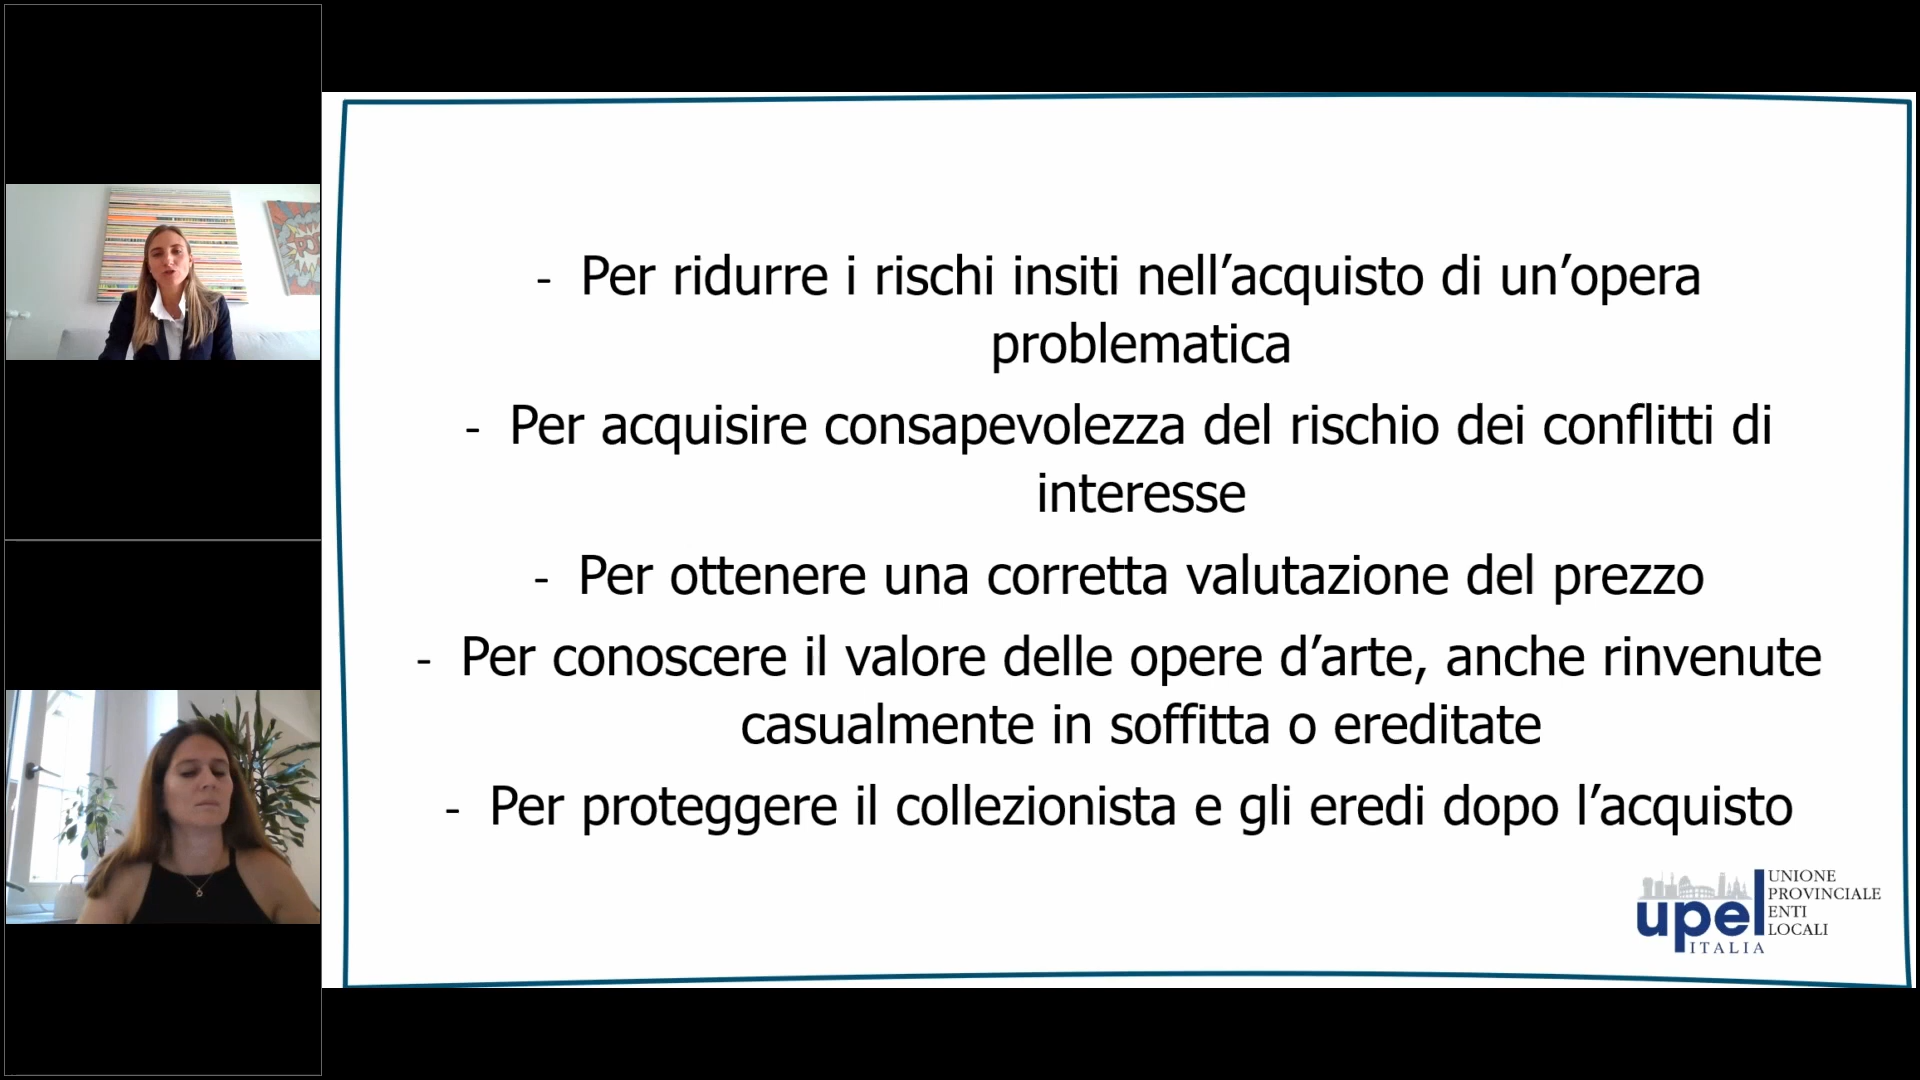 - Per ridurre i rischi insiti nell’acquisto di un’opera
problematica
- Per acquisire consapevolezza del rischio dei conflitti di
interesse
- Per ottenere una corretta valutazione del prezzo
- Per conoscere il valore delle opere d’arte, anche rinvenute
casualmente in soffitta o ereditate
- Per proteggere il collezionista e gli eredi dopo l’acquisto
upel
ITALIA
UNIONE
PROVINCIALE
ENTI
LOCALI